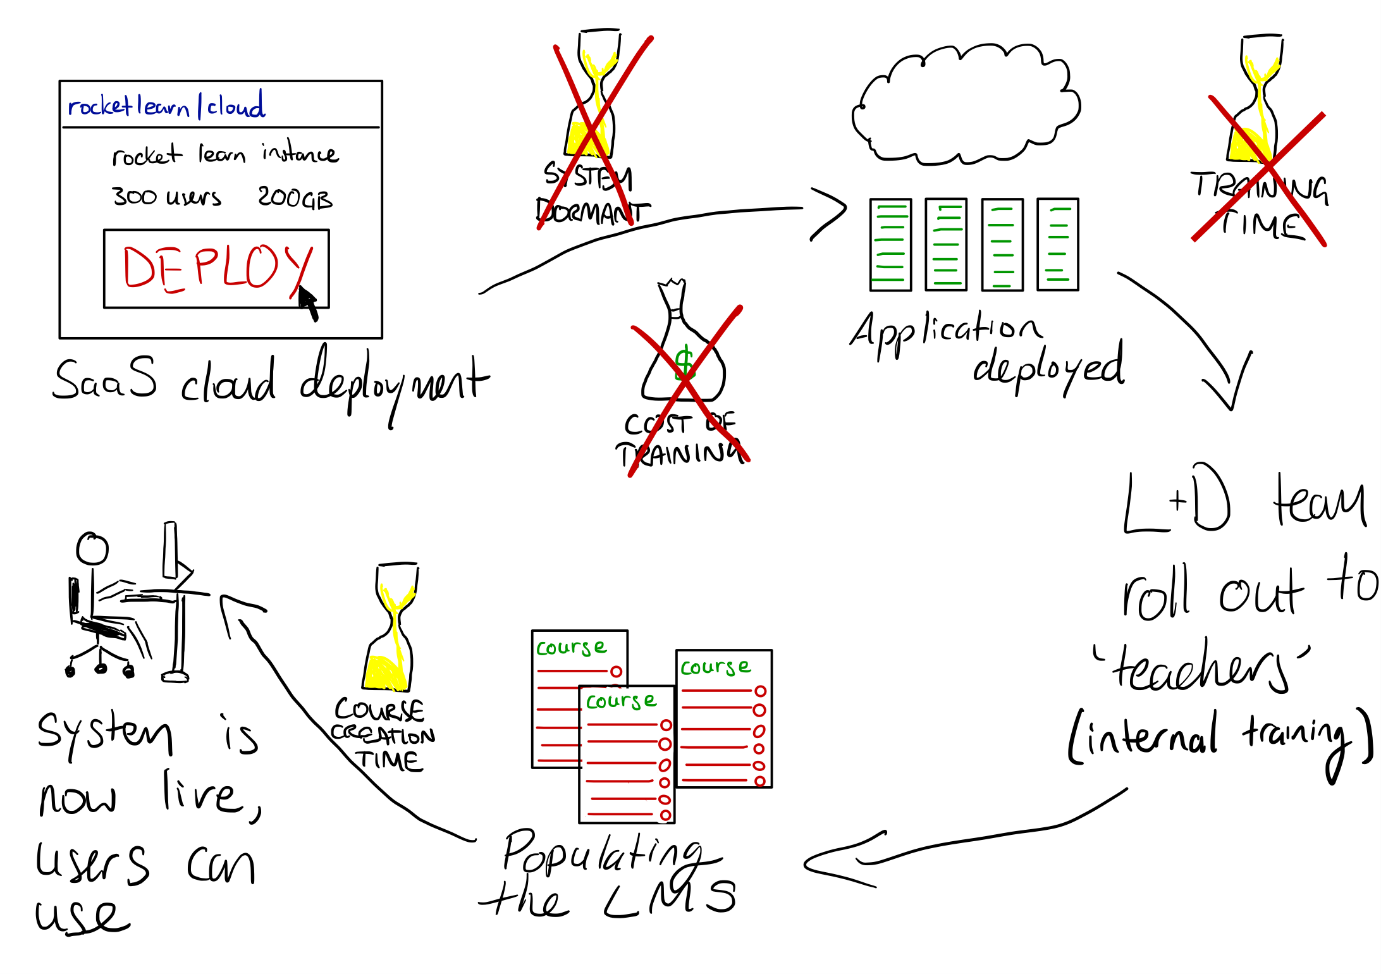 rocketlearn/cloud
rocket learn instance
300 users 200GB
DEPLOY
SaaS cloud deployment
SYSTEM
DORMANT
$
COST OF
TRAINING
Application
deployed
TRAINING
TIME
L+D team
roll out to
'teachers'
(internal training)
course
course
course
Populating
the LMS
COURSE
CREATION
TIME
system is
now live,
users can
use